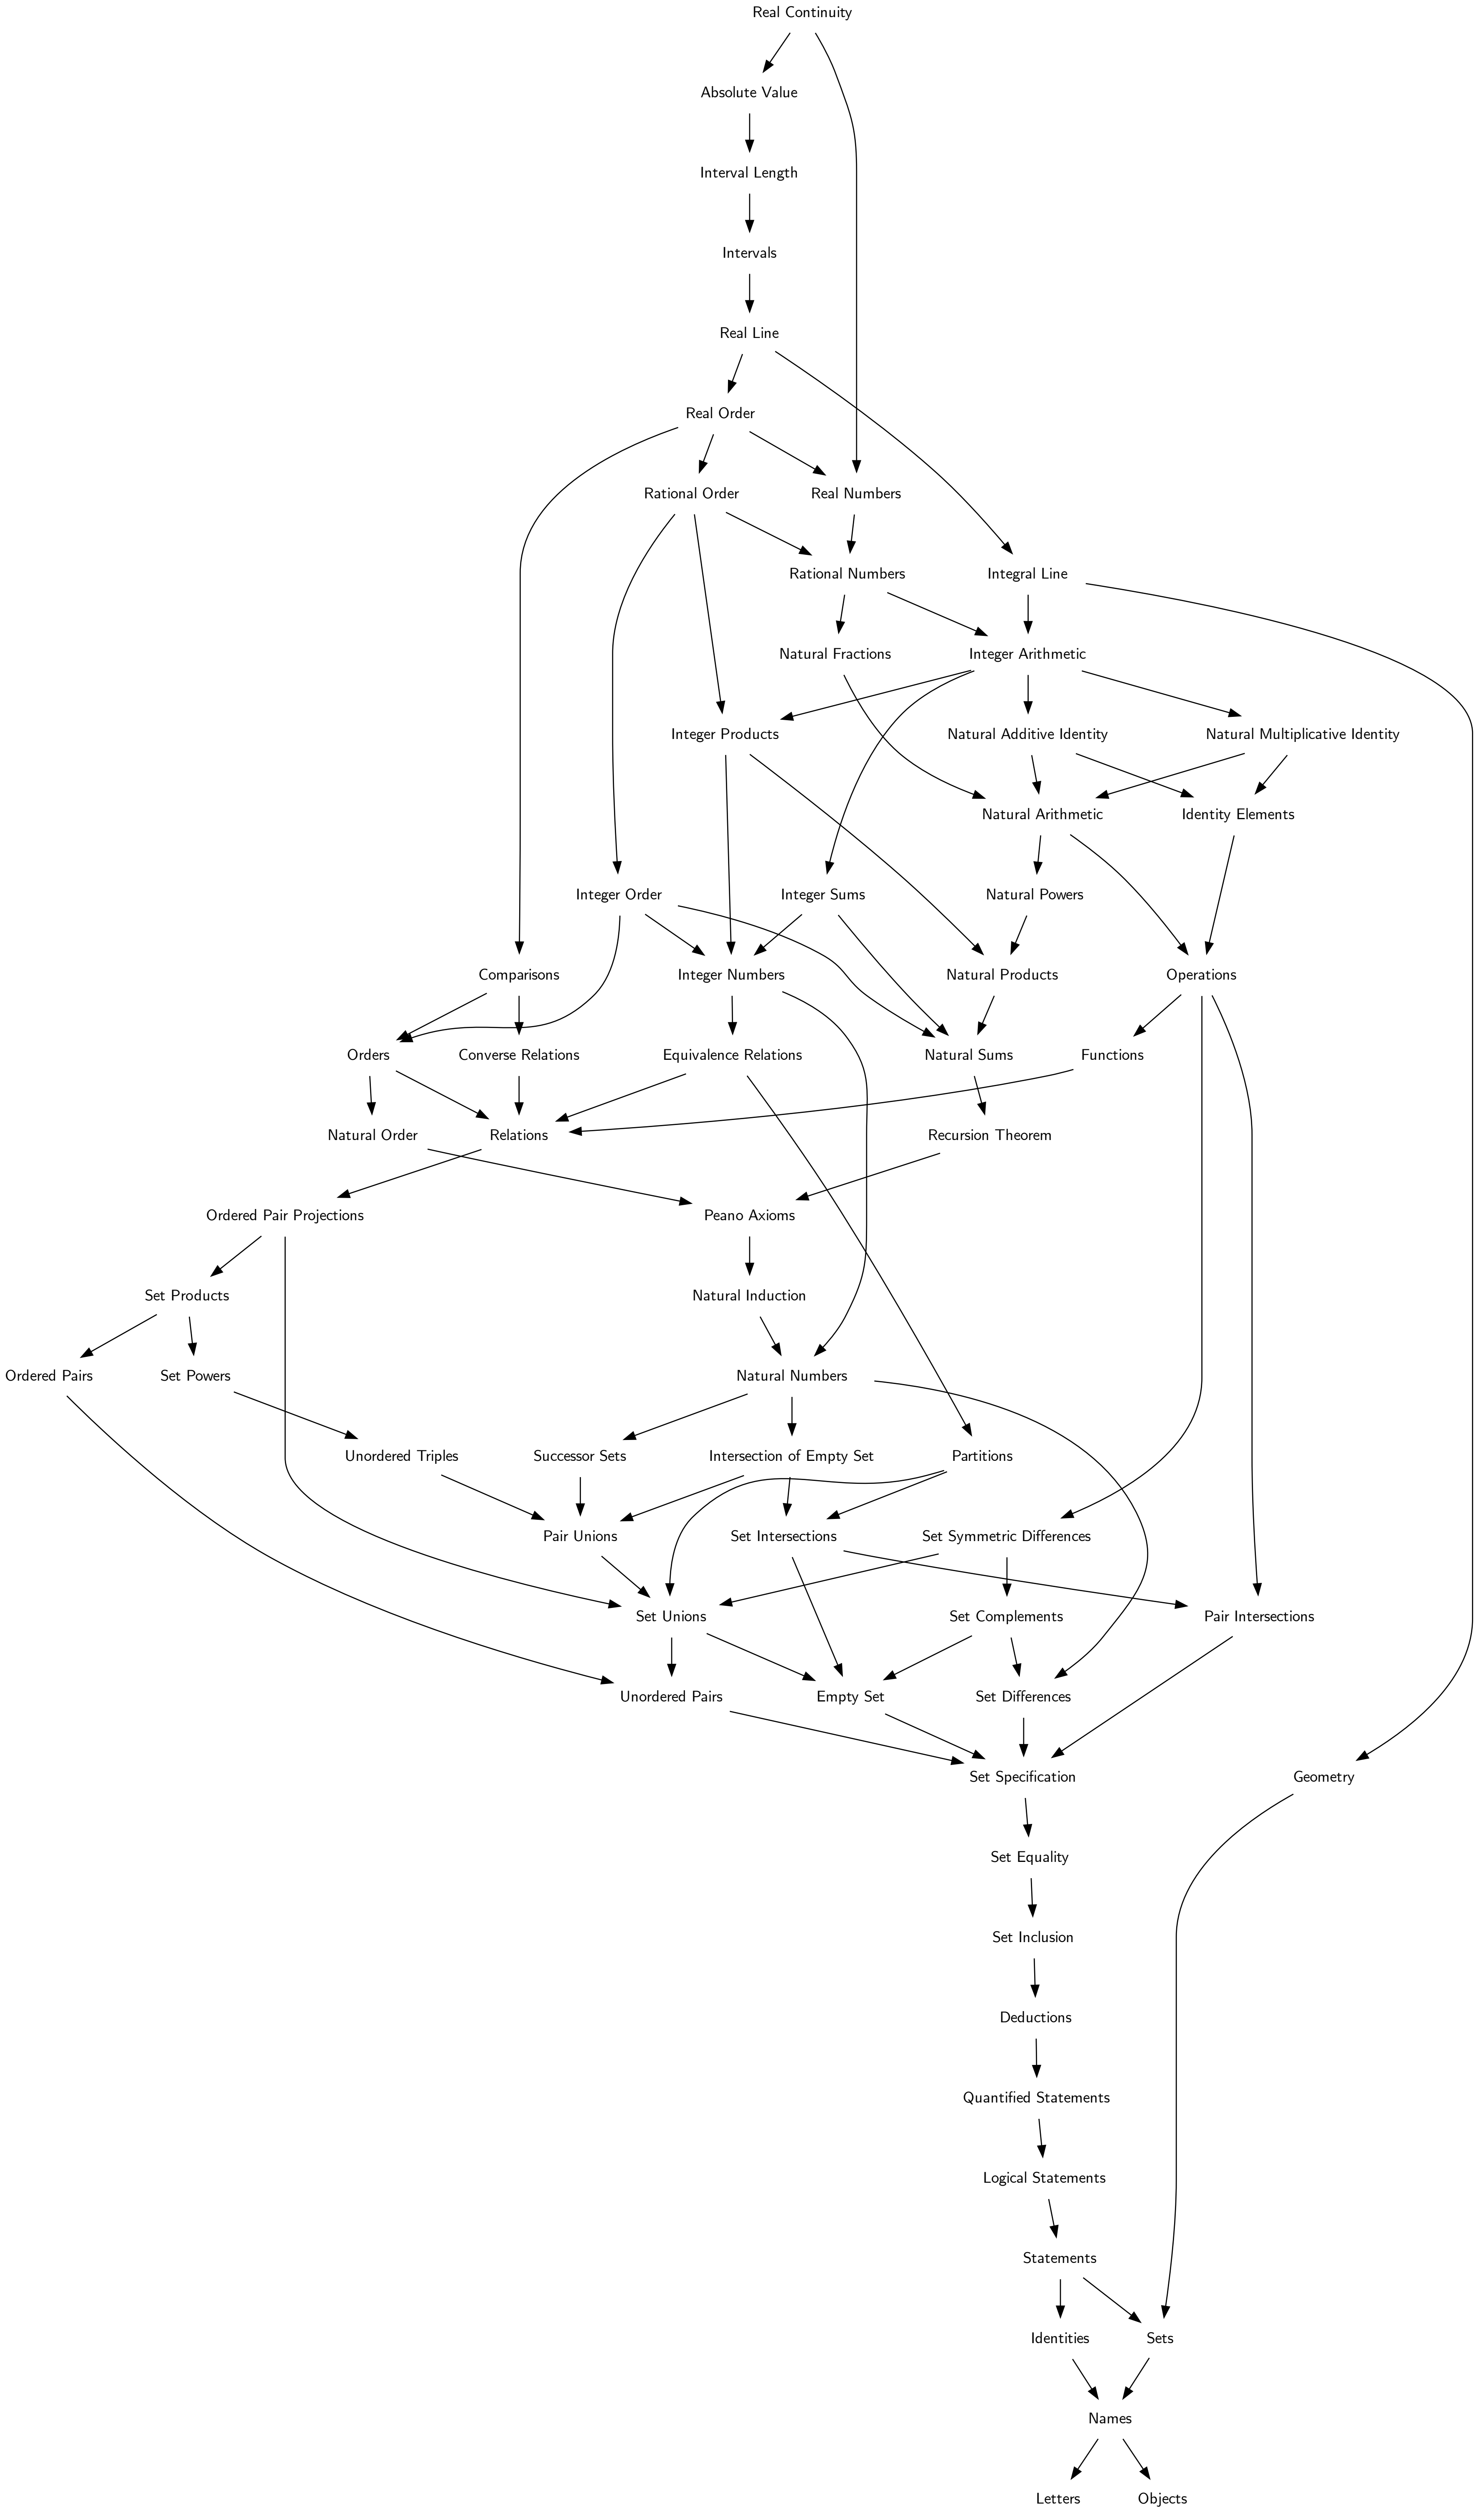 Real Continuity
Absolute Value
Interval Length
Intervals
Real Line
Real Order
Rational Order
Real Numbers
Rational Numbers
Integral Line
Natural Fractions
Integer Arithmetic
Integer Products
Natural Additive Identity
Natural Multiplicative Identity
Natural Arithmetic
Identity Elements
Integer Order
Integer Sums
Natural Powers
Comparisons
Integer Numbers
Natural Products
Operations
Orders
Converse Relations
Equivalence Relations
Natural Sums
Functions
Natural Order
Relations
Recursion Theorem
Ordered Pair Projections
Peano Axioms
Set Products
Natural Induction
Ordered Pairs
Set Powers
Natural Numbers
Unordered Triples
Successor Sets
Intersection of Empty Set
Partitions
Pair Unions
Set Intersections
Set Symmetric Differences
Set Unions
Set Complements
Pair Intersections
Unordered Pairs
Empty Set
Set Differences
Set Specification
Geometry
Set Equality
Set Inclusion
Deductions
Quantified Statements
Logical Statements
Statements
Identities
Sets
Names
Letters
Objects